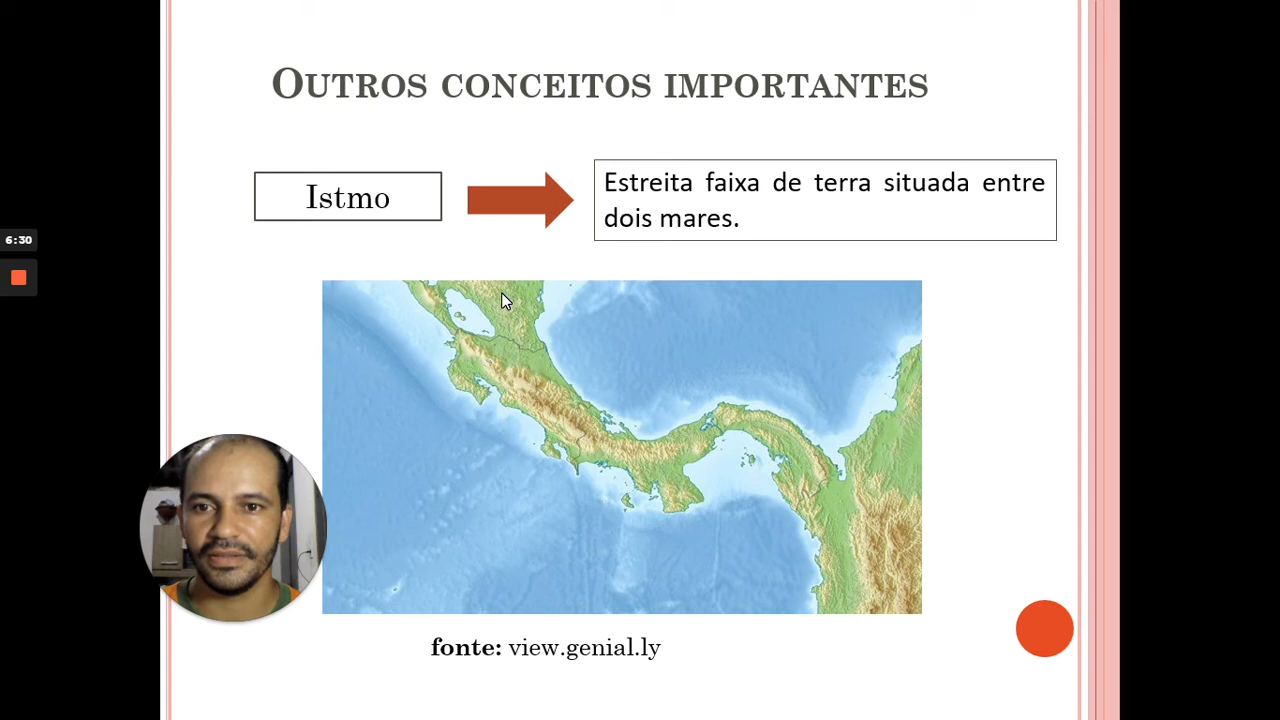 OUTROS CONCEITOS IMPORTANTES
Istmo
Estreita faixa de terra situada entre
dois mares.
6:30
fonte: view.genial.ly